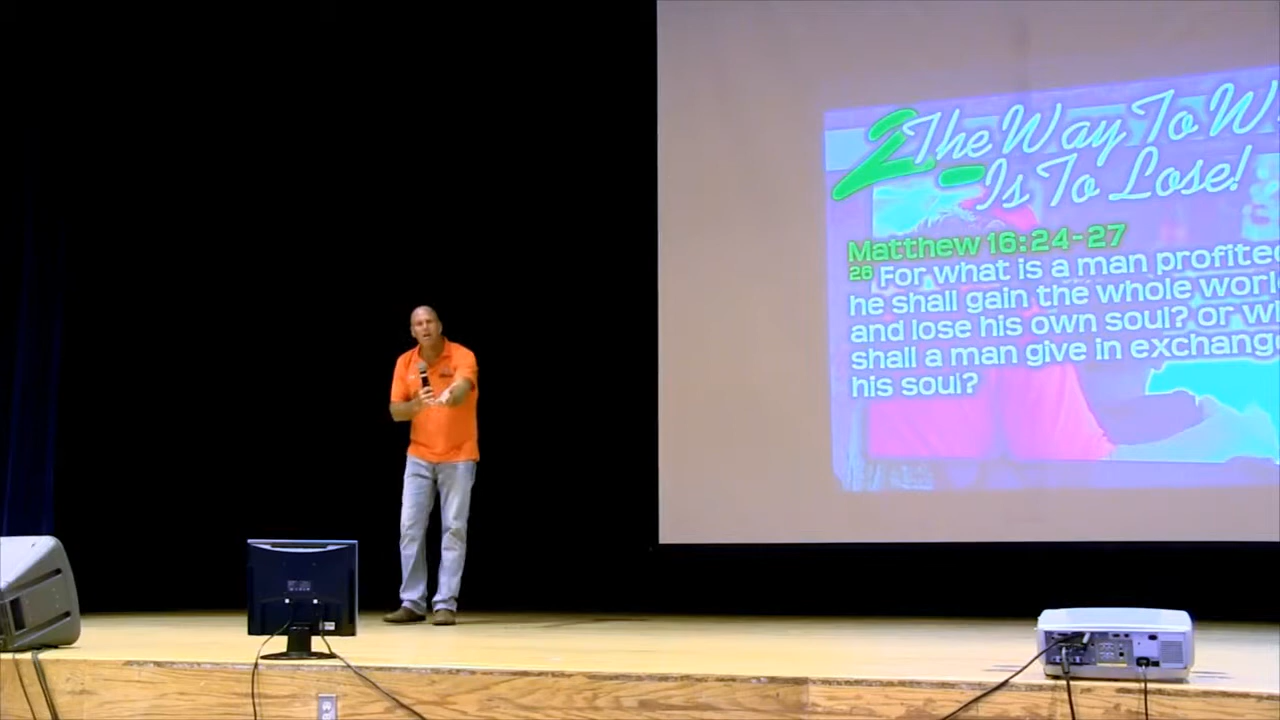 2-The Way To W
Is To Lose!
Matthew 16:24-27
26 For what is a man profited
he shall gain the whole worl
and lose his own soul? or w
shall a man give in exchang
his soul?